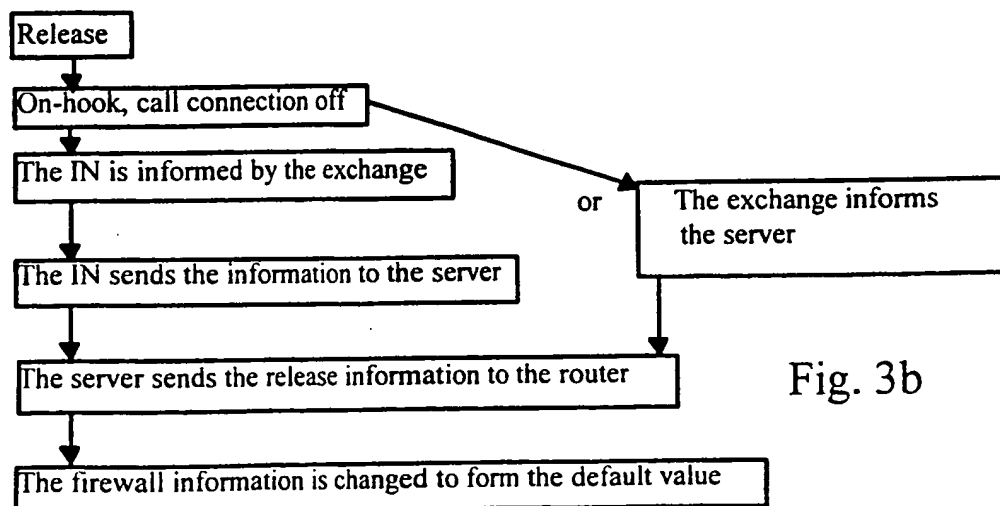 Release
On-hook, call connection off
The IN is informed by the exchange
or
The exchange informs
the server
The IN sends the information to the server
The server sends the release information to the router
Fig. 3b
The firewall information is changed to form the default value